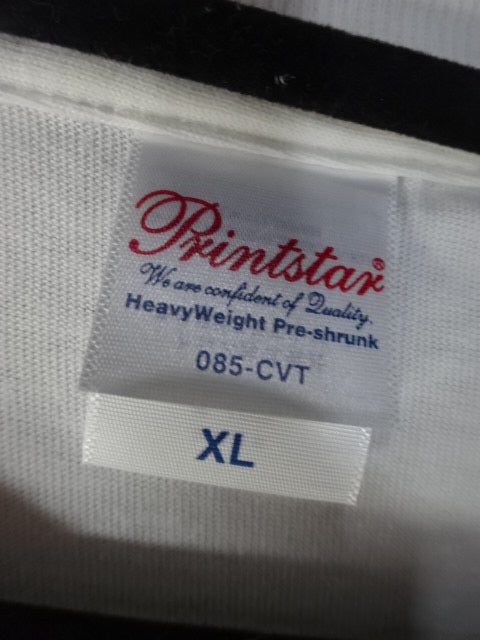 Printstar®
We are confident of Quality.
HeavyWeight Pre-shrunk
085-CVT
XL